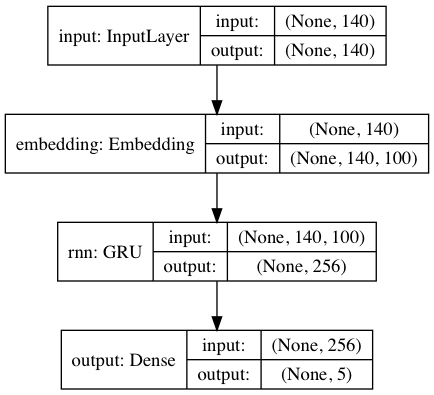 input: InputLayer
input:
(None, 140)
output:
(None, 140)
embedding: Embedding
input:
(None, 140)
output:
(None, 140, 100)
rnn: GRU
input:
(None, 140, 100)
output:
(None, 256)
output: Dense
input:
(None, 256)
output:
(None, 5)